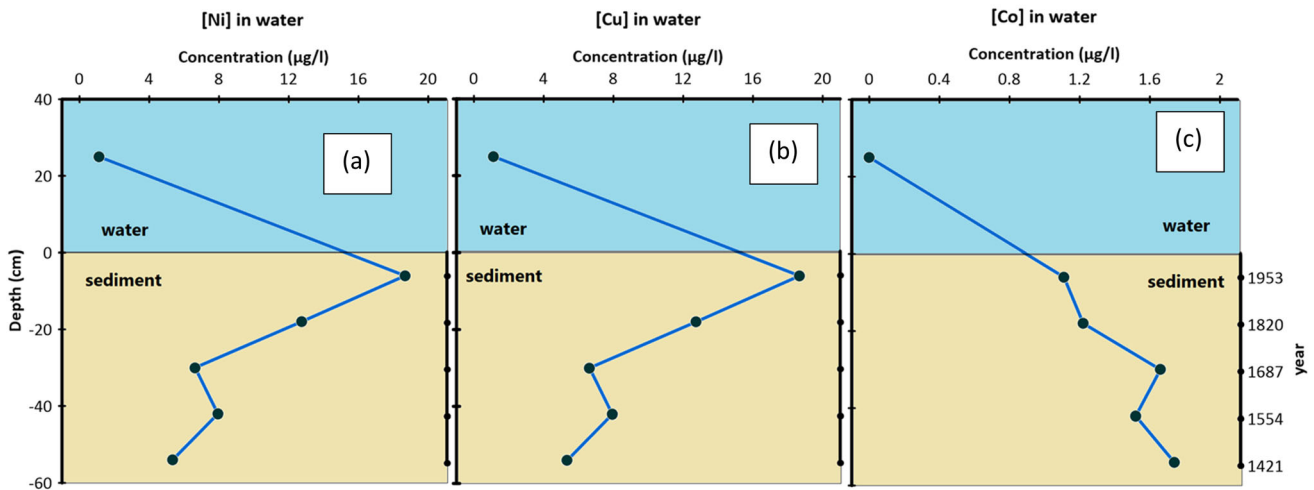 [Ni] in water
Concentration (µg/l)
0 4 8 12 16 20
40
20
0
-20
-40
-60
Depth (cm)
(a)
water
sediment
[Cu] in water
Concentration (µg/l)
0 4 8 12 16 20
(b)
water
sediment
[Co] in water
Concentration (µg/l)
0 0.4 0.8 1.2 1.6 2
(c)
water
sediment
1953
1820
1687
1554
1421
year